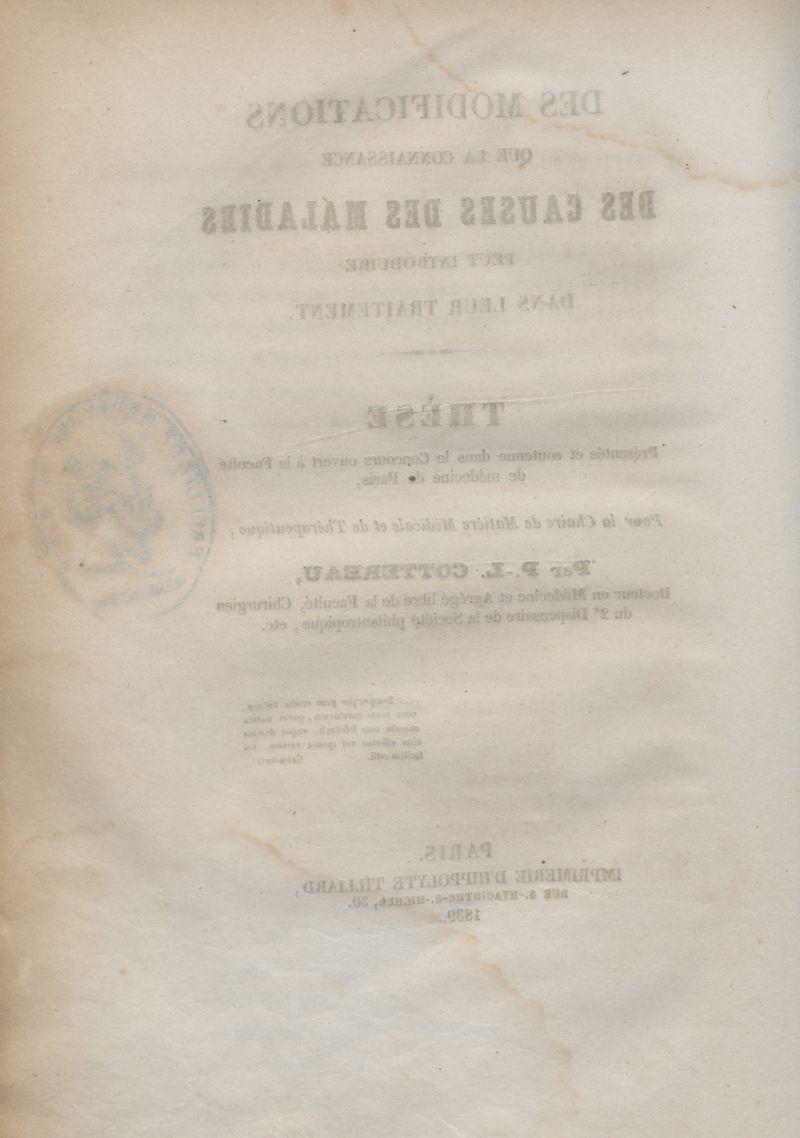 DES MODIFICATIONS
QUE LA CONNAISSANCE
DES CAUSES DES MALADIES
PEUT INTRODUIRE
DANS LEUR TRAITEMENT.
THÈSE
Présentée et soutenue dans le Concours ouvert à la Faculté
de médecine de Paris,
Pour la Chaire de Matière Médicale et de Thérapeutique ;
Par P.-L. COTTEREAU,
Docteur en Médecine et Agrégé libre de la Faculté, Chirurgien
du 2e Dispensaire de la Société philantropique, etc.
PARIS.
IMPRIMERIE D'HIPPOLYTE TILLIARD,
RUE S.-HYACINTHE-S.-MICHEL, 30.
1839.